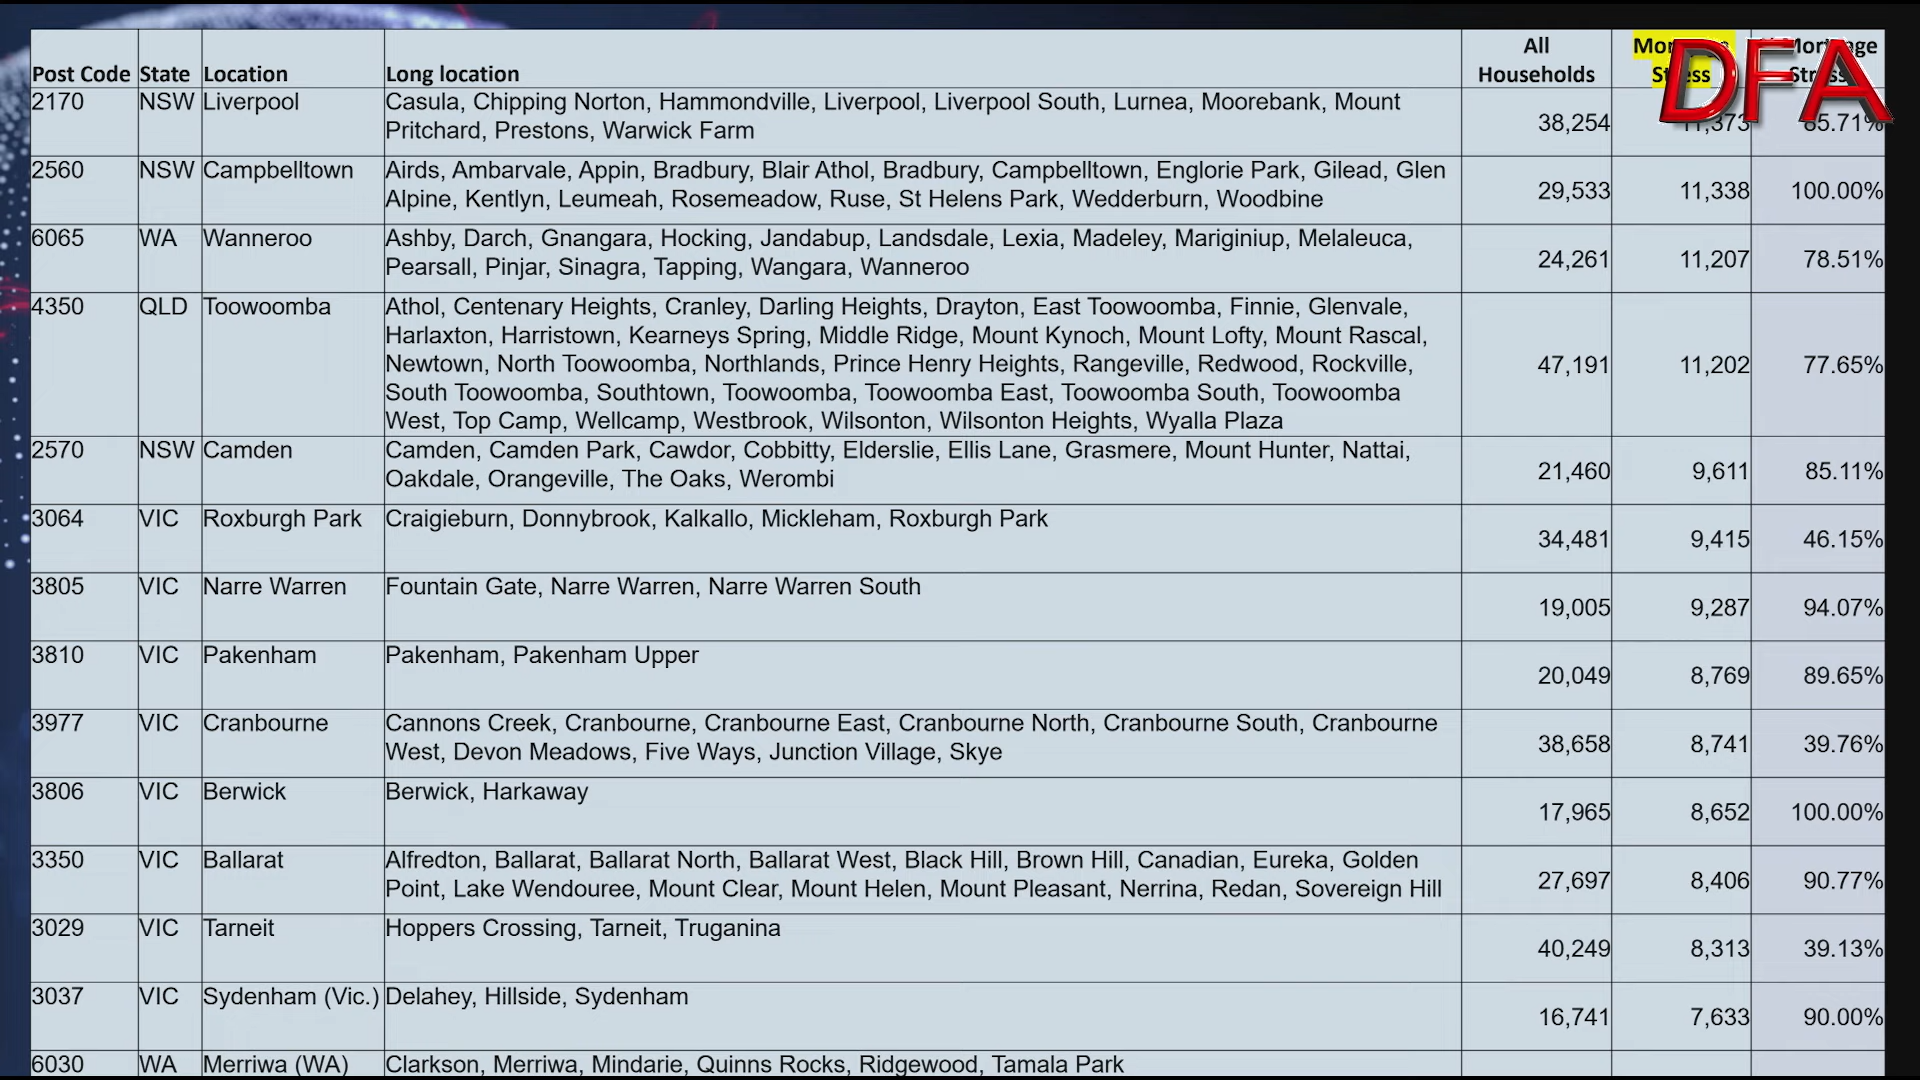 All Households
Post Code State Location Long location
DFA
2170 NSW Liverpool Casula, Chipping Norton, Hammondville, Liverpool, Liverpool South, Lurnea, Moorebank, Mount
Pritchard, Prestons, Warwick Farm
38,254 11,373 85.71%
2560 NSW Campbelltown Airds, Ambarvale, Appin, Bradbury, Blair Athol, Bradbury, Campbelltown, Englorie Park, Gilead, Glen
Alpine, Kentlyn, Leumeah, Rosemeadow, Ruse, St Helens Park, Wedderburn, Woodbine
29,533 11,338 100.00%
6065 WA Wanneroo Ashby, Darch, Gnangara, Hocking, Jandabup, Landsdale, Lexia, Madeley, Mariginiup, Melaleuca,
Pearsall, Pinjar, Sinagra, Tapping, Wangara, Wanneroo
24,261 11,207 78.51%
4350 QLD Toowoomba Athol, Centenary Heights, Cranley, Darling Heights, Drayton, East Toowoomba, Finnie, Glenvale,
Harlaxton, Harristown, Kearneys Spring, Middle Ridge, Mount Kynoch, Mount Lofty, Mount Rascal,
Newtown, North Toowoomba, Northlands, Prince Henry Heights, Rangeville, Redwood, Rockville,
South Toowoomba, Southtown, Toowoomba, Toowoomba East, Toowoomba South, Toowoomba
West, Top Camp, Wellcamp, Westbrook, Wilsonton, Wilsonton Heights, Wyalla Plaza
47,191 11,202 77.65%
2570 NSW Camden Camden, Camden Park, Cawdor, Cobbitty, Elderslie, Ellis Lane, Grasmere, Mount Hunter, Nattai,
Oakdale, Orangeville, The Oaks, Werombi
21,460 9,611 85.11%
3064 VIC Roxburgh Park Craigieburn, Donnybrook, Kalkallo, Mickleham, Roxburgh Park
34,481 9,415 46.15%
3805 VIC Narre Warren Fountain Gate, Narre Warren, Narre Warren South
19,005 9,287 94.07%
3810 VIC Pakenham Pakenham, Pakenham Upper
20,049 8,769 89.65%
3977 VIC Cranbourne Cannons Creek, Cranbourne, Cranbourne East, Cranbourne North, Cranbourne South, Cranbourne
West, Devon Meadows, Five Ways, Junction Village, Skye
38,658 8,741 39.76%
3806 VIC Berwick Berwick, Harkaway
17,965 8,652 100.00%
3350 VIC Ballarat Alfredton, Ballarat, Ballarat North, Ballarat West, Black Hill, Brown Hill, Canadian, Eureka, Golden
Point, Lake Wendouree, Mount Clear, Mount Helen, Mount Pleasant, Nerrina, Redan, Sovereign Hill
27,697 8,406 90.77%
3029 VIC Tarneit Hoppers Crossing, Tarneit, Truganina
40,249 8,313 39.13%
3037 VIC Sydenham (Vic.) Delahey, Hillside, Sydenham
16,741 7,633 90.00%
6030 WA Merriwa (WA) Clarkson, Merriwa, Mindarie, Quinns Rocks, Ridgewood, Tamala Park